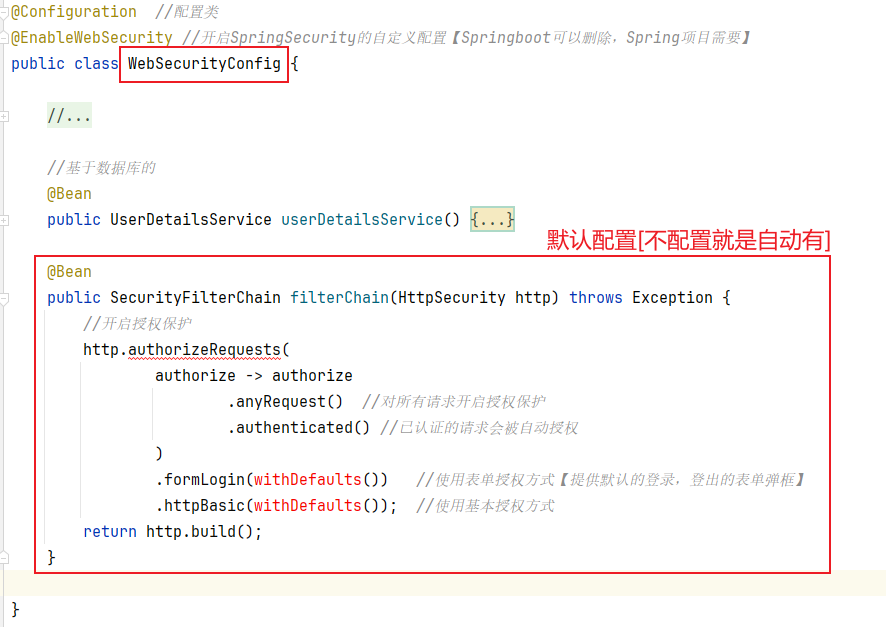 @Configuration  //配置类
@EnableWebSecurity //开启SpringSecurity的自定义配置【Springboot可以删除，Spring项目需要】
public class WebSecurityConfig {
//...
//基于数据库的
@Bean
public UserDetailsService userDetailsService() {...}
默认配置[不配置就是自动有]
@Bean
public SecurityFilterChain filterChain(HttpSecurity http) throws Exception {
//开启授权保护
http.authorizeRequests(
authorize -> authorize
.anyRequest()  //对所有请求开启授权保护
.authenticated() //已认证的请求会被自动授权
)
.formLogin(withDefaults())   //使用表单授权方式【提供默认的登录，登出的表单弹框】
.httpBasic(withDefaults());  //使用基本授权方式
return http.build();
}
}